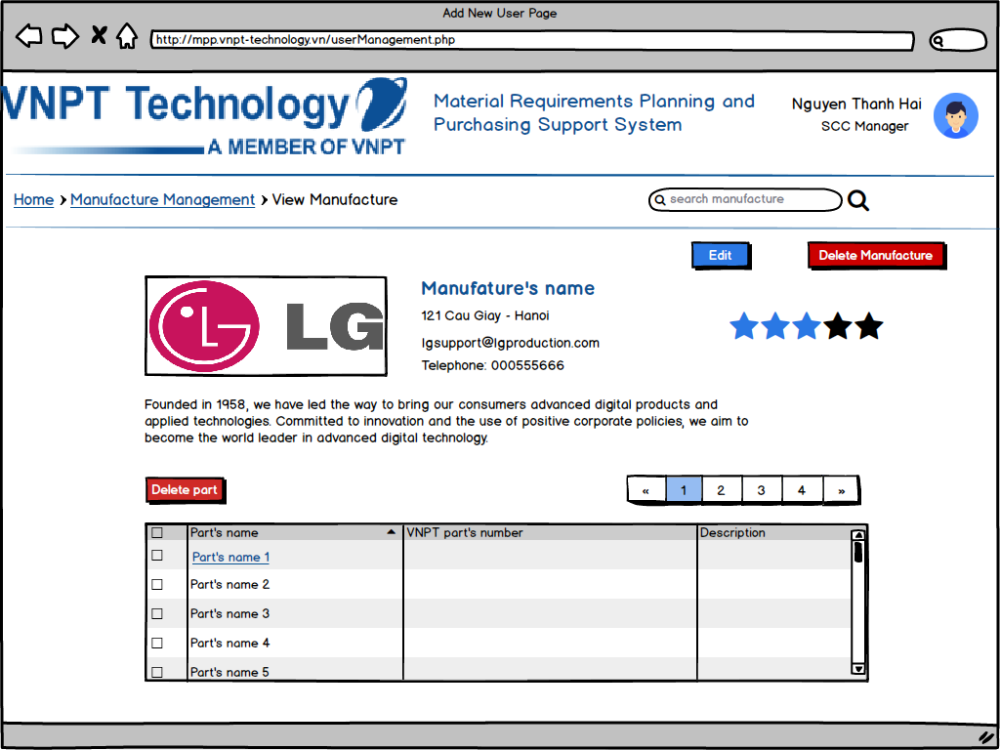 Add New User Page
http://mpp.vnpt-technology.vn/userManagement.php
VNPT Technology
A MEMBER OF VNPT
Material Requirements Planning and
Purchasing Support System
Nguyen Thanh Hai
SCC Manager
Home > Manufacture Management > View Manufacture
search manufacture
Edit
Delete Manufacture
LG
LG
Manufature's name
121 Cau Giay - Hanoi
lgsupport@lgproduction.com
Telephone: 000555666
Founded in 1958, we have led the way to bring our consumers advanced digital products and
applied technologies. Committed to innovation and the use of positive corporate policies, we aim to
become the world leader in advanced digital technology.
Delete part
« 1 2 3 4 »
Part's name VNPT part's number Description
Part's name 1
Part's name 2
Part's name 3
Part's name 4
Part's name 5